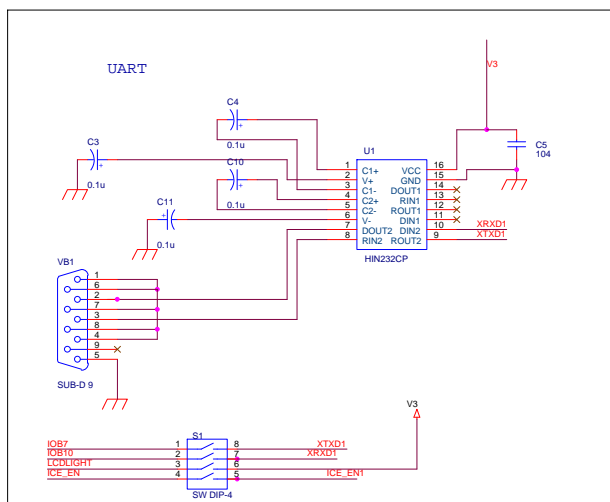 UART
V3
C4
0.1u
C3
0.1u
C10
0.1u
C11
0.1u
C5
104
U1
1 C1+ VCC 16
2 V+ GND 15
3 C1- DOUT1 14
4 C2+ RIN1 13
5 C2- ROUT1 12
6 V- DIN1 11
7 DOUT2 DIN2 10 XRXD1
8 RIN2 ROUT2 9 XTXD1
HIN232CP
VB1
1
6
2
7
3
8
4
9
5
SUB-D 9
V3
S1
IOB7 1 8 XTXD1
IOB10 2 7 XRXD1
LCDLIGHT 3 6
ICE_EN 4 5 ICE_EN1
SW DIP-4